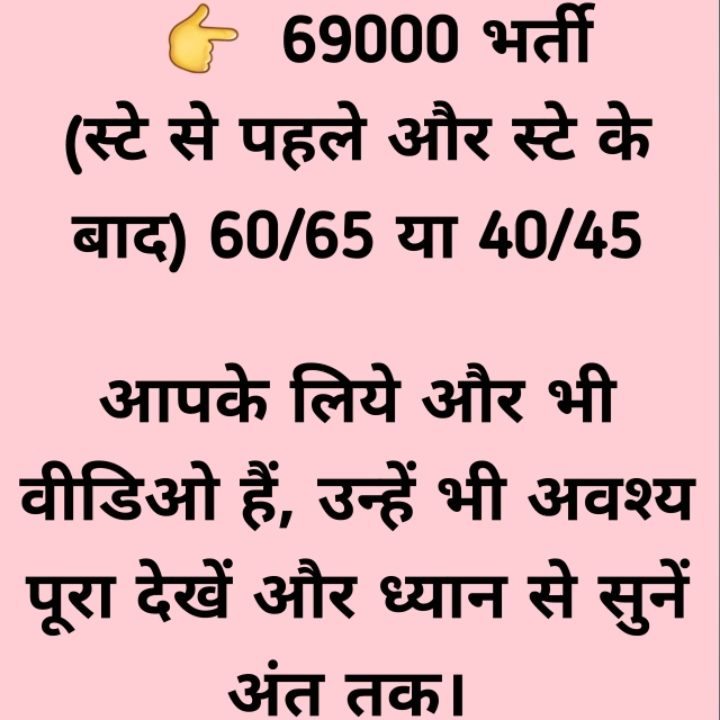 👉 69000 भर्ती
(स्टे से पहले और स्टे के
बाद) 60/65 या 40/45
आपके लिये और भी
वीडिओ हैं, उन्हें भी अवश्य
पूरा देखें और ध्यान से सुनें
अंत तक।